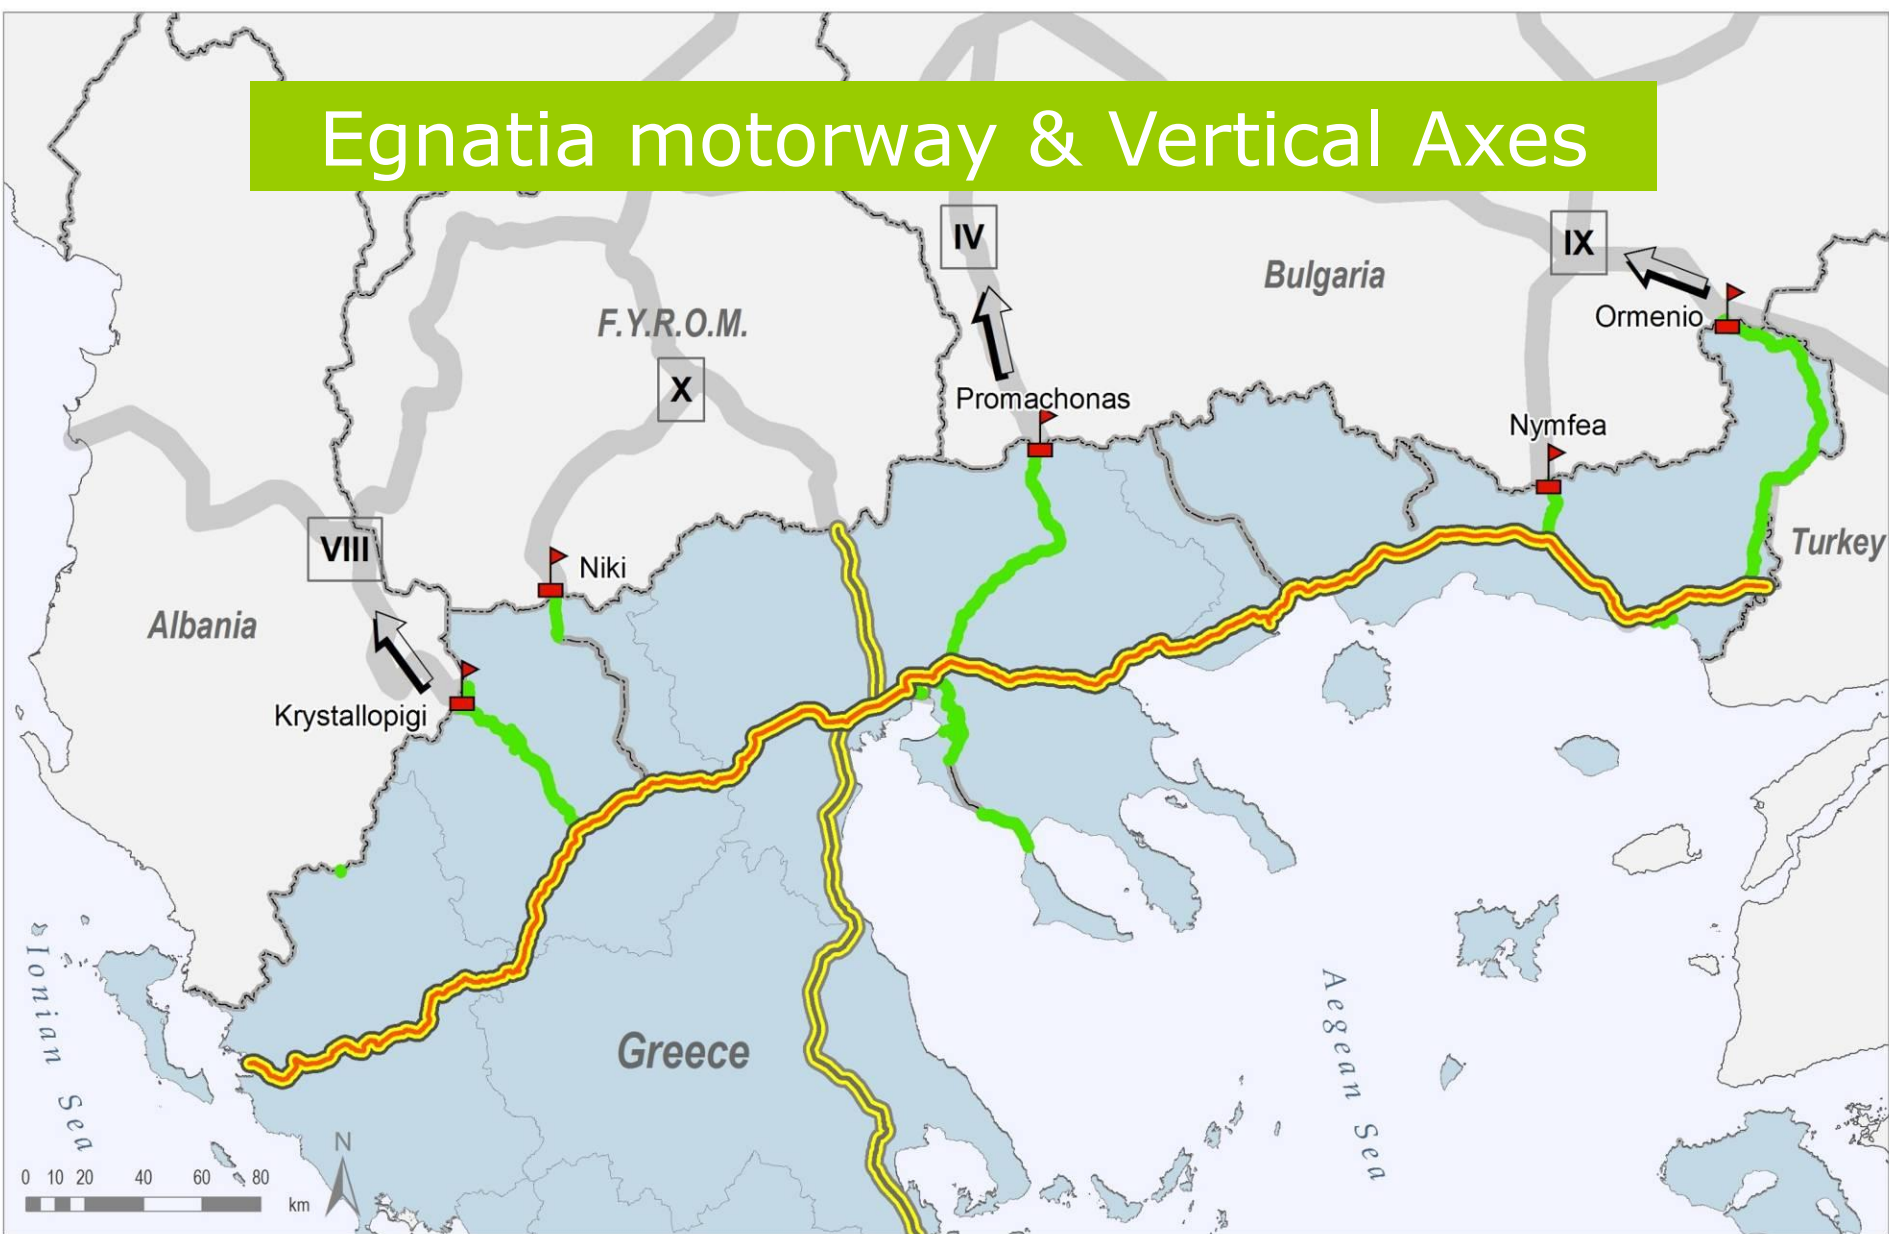 Egnatia motorway & Vertical Axes
IV
IX
Bulgaria
Ormenio
F.Y.R.O.M.
X
Promachonas
Nymfea
VIII
Niki
Turkey
Albania
Krystallopigi
Ionian Sea
Greece
Aegean Sea
N
0 10 20 40 60 80 km